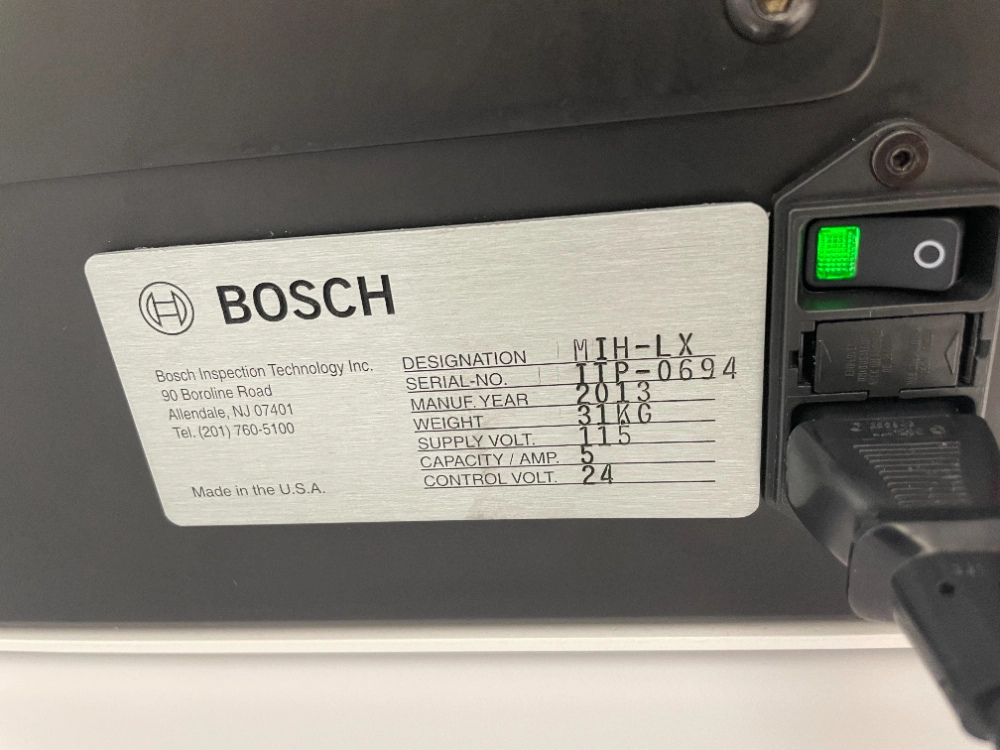 BOSCH
Bosch Inspection Technology Inc.
90 Boroline Road
Allendale, NJ 07401
Tel. (201) 760-5100
Made in the U.S.A.
DESIGNATION MIH-LX
SERIAL-NO. ITP-0694
MANUF. YEAR 2013
WEIGHT 31KG
SUPPLY VOLT. 115
CAPACITY / AMP. 5
CONTROL VOLT. 24
O